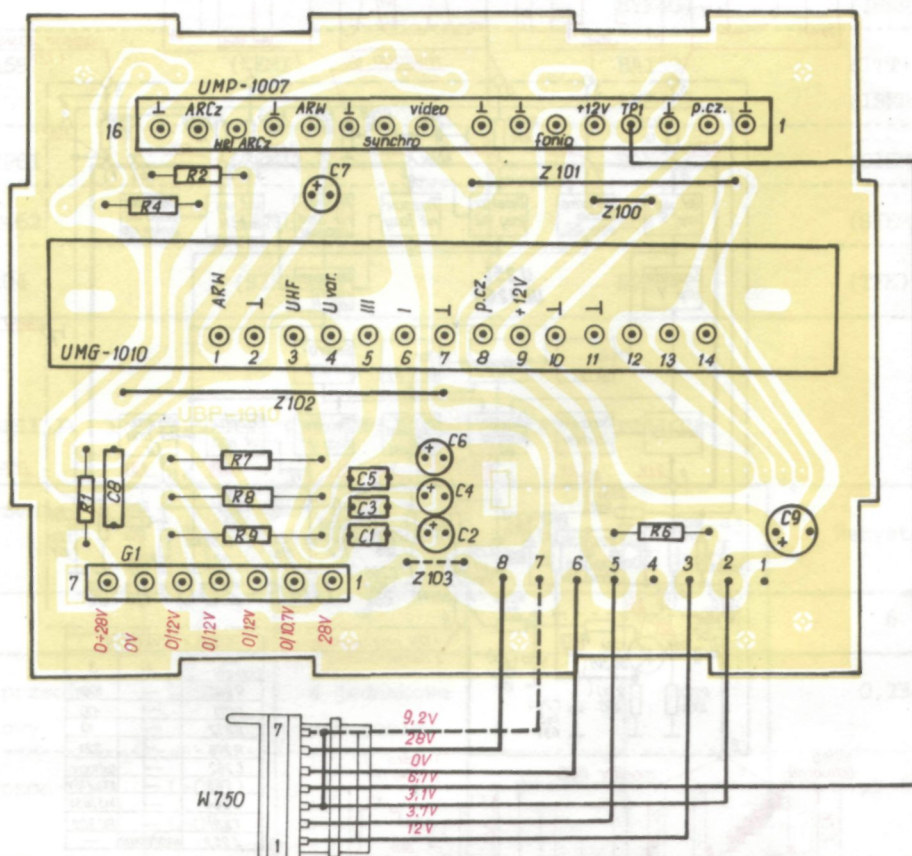 UMP-1007
ARCz ARW video +12V TP1 p.cz.
16 1
wył ARCz synchro fonia
R2
C7
Z101
R4
Z100
ARW ⊥ UHF U var. III I ⊥ p.cz. +12V ⊥ ⊥
UMG-1010
1 2 3 4 5 6 7 8 9 10 11 12 13 14
Z102
UBP-1010
R1 C8
R7
C6
R8
C5
C4
R9
C3
C1
C2
R6
C9
G1
7 1
Z103
8 7 6 5 4 3 2 1
0÷28V 0V 0/12V 0/12V 0/12V 0/10,7V 28V
7
9,2V
28V
0V
6,7V
W750
3,1V
3,7V
1
12V